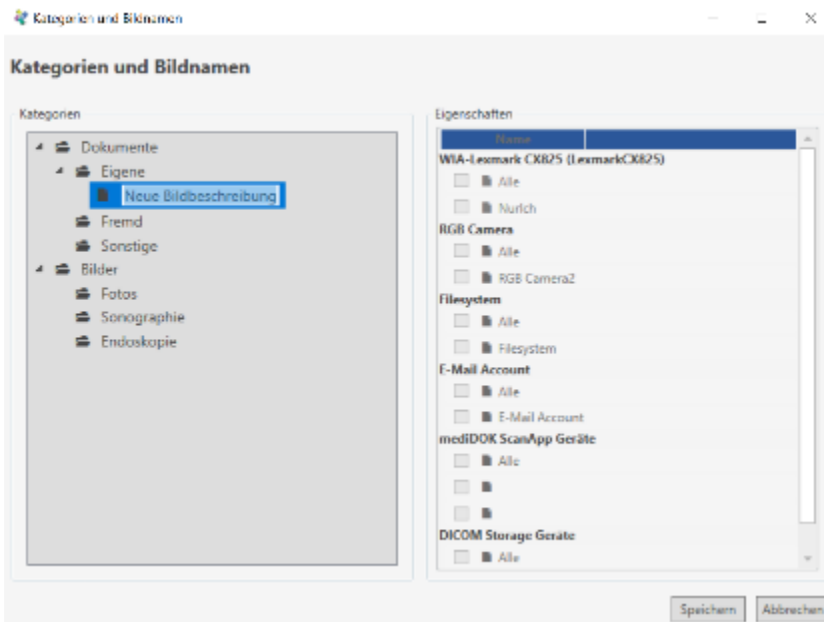 Kategorien und Bildnamen
Kategorien und Bildnamen
Kategorien
Dokumente
Eigene
Neue Bildbeschreibung
Fremd
Sonstige
Bilder
Fotos
Sonographie
Endoskopie
Eigenschaften
Name
WIA-Lexmark CX825 (LexmarkCX825)
Alle
NurIch
RGB Camera
Alle
RGB Camera2
Filesystem
Alle
Filesystem
E-Mail Account
Alle
E-Mail Account
mediDOK ScanApp Geräte
Alle
DICOM Storage Geräte
Alle
Speichern
Abbrechen